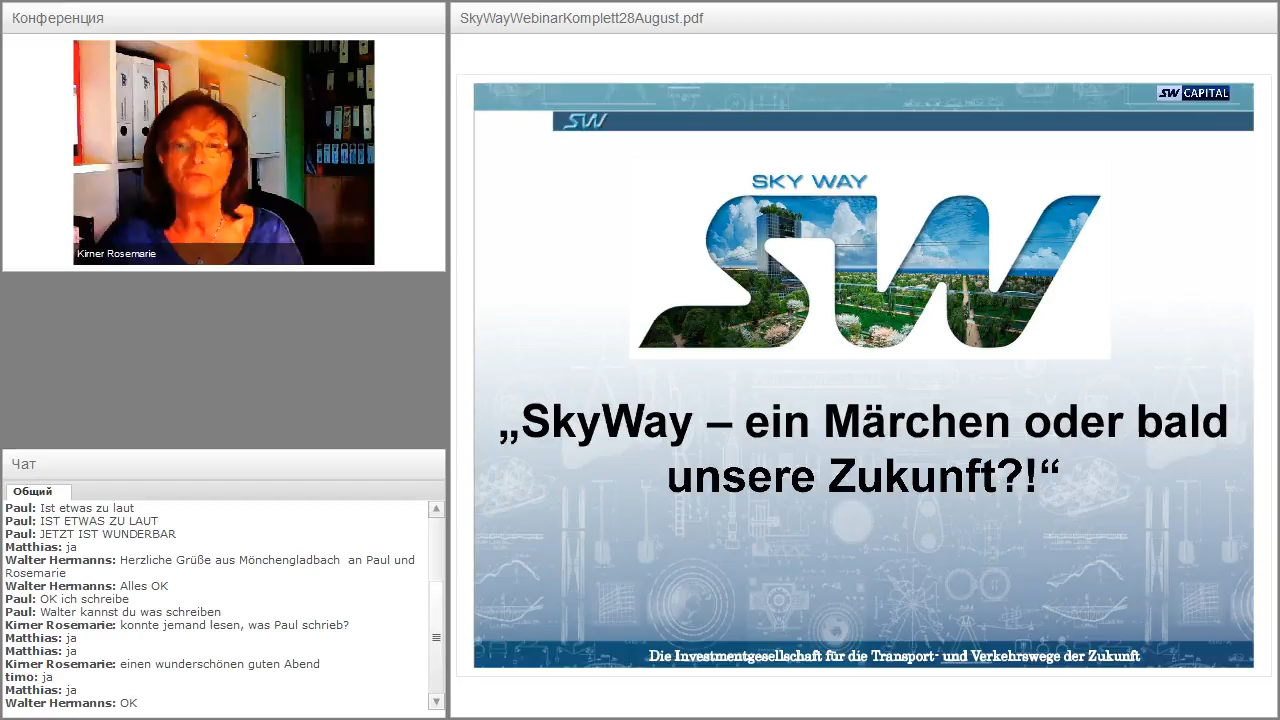 Конференция
Kirner Rosemarie
Чат
Общий
Paul: Ist etwas zu laut
Paul: IST ETWAS ZU LAUT
Paul: JETZT IST WUNDERBAR
Matthias: ja
Walter Hermanns: Herzliche Grüße aus Mönchengladbach  an Paul und
Rosemarie
Walter Hermanns: Alles OK
Paul: OK ich schreibe
Paul: Walter kannst du was schreiben
Kirner Rosemarie: konnte jemand lesen, was Paul schrieb?
Matthias: ja
Matthias: ja
Kirner Rosemarie: einen wunderschönen guten Abend
timo: ja
Matthias: ja
Walter Hermanns: OK
SkyWayWebinarKomplett28August.pdf
SW CAPITAL
SW
SKY WAY
SW
„SkyWay – ein Märchen oder bald
unsere Zukunft?!“
Die Investmentgesellschaft für die Transport- und Verkehrswege der Zukunft